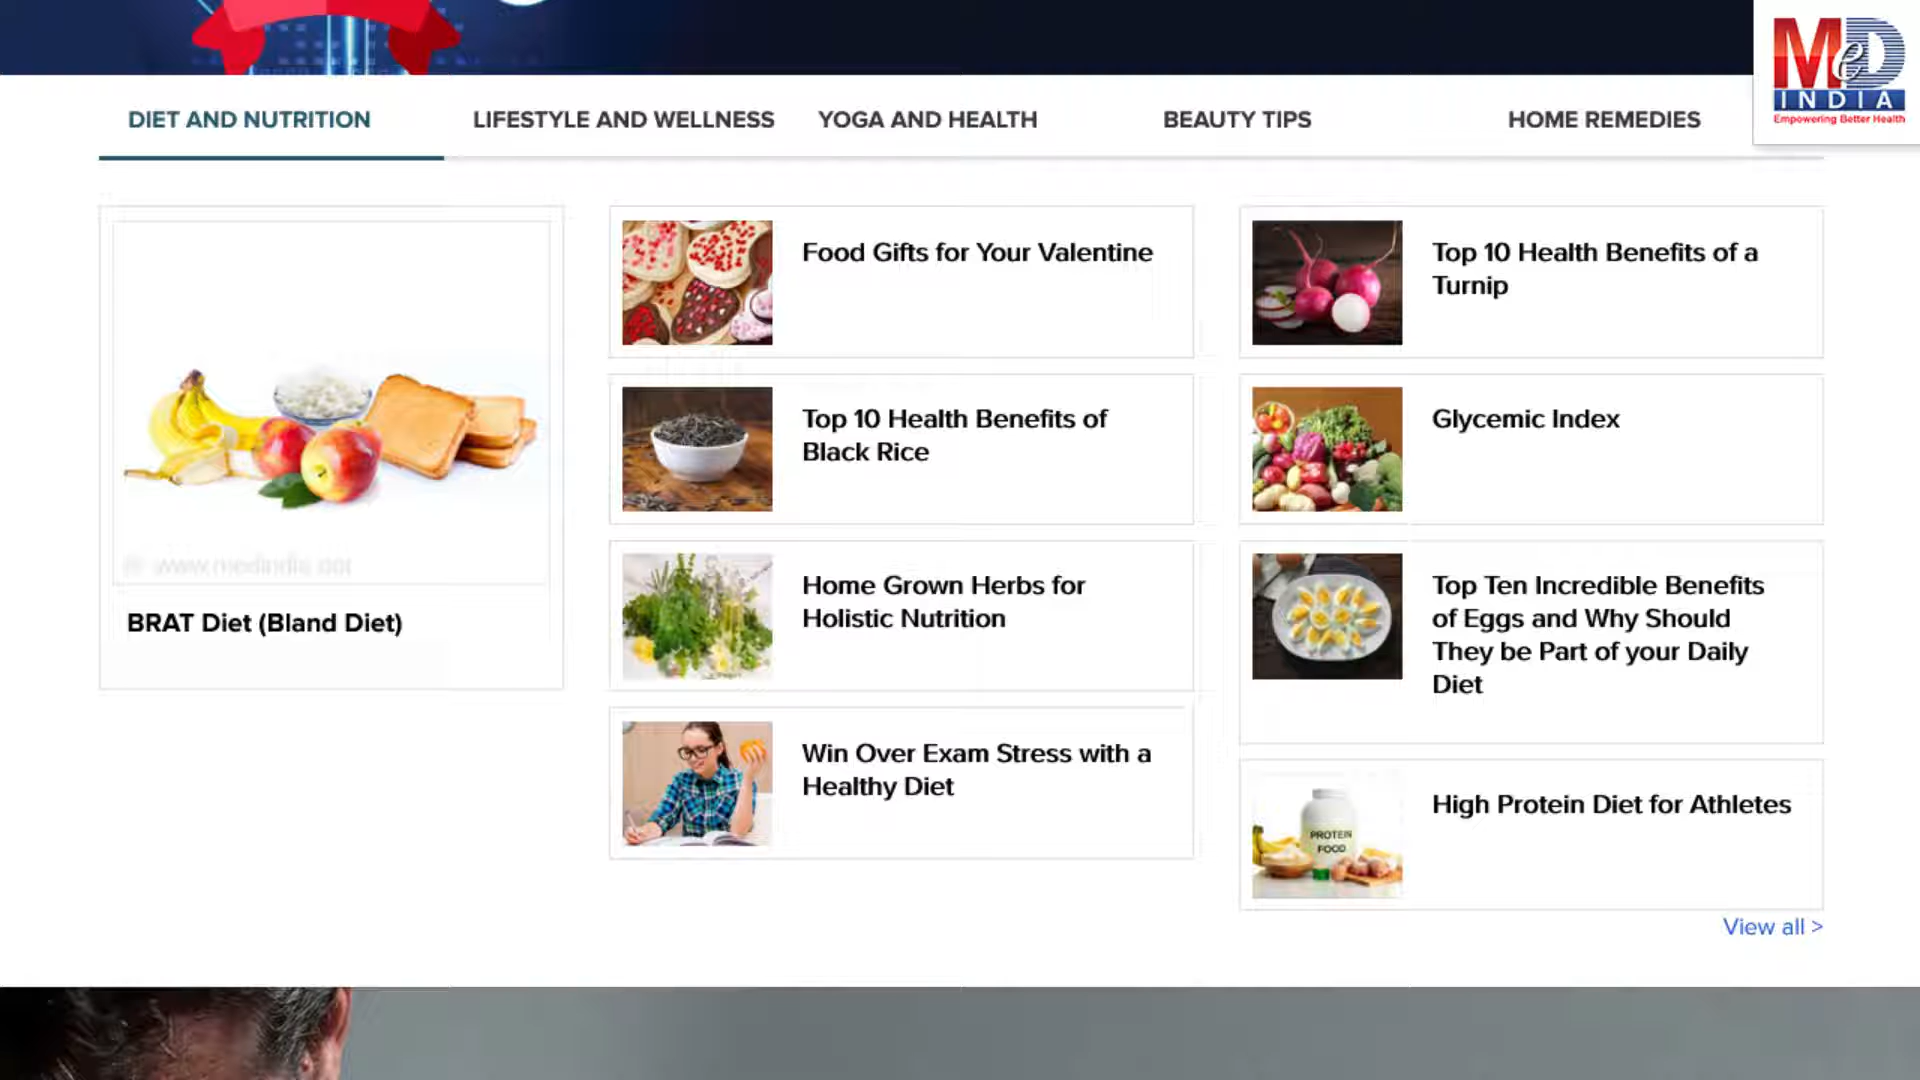 MeD
INDIA
Empowering Better Health
DIET AND NUTRITION
LIFESTYLE AND WELLNESS
YOGA AND HEALTH
BEAUTY TIPS
HOME REMEDIES
www.medindia.net
BRAT Diet (Bland Diet)
Food Gifts for Your Valentine
Top 10 Health Benefits of
Black Rice
Home Grown Herbs for
Holistic Nutrition
Win Over Exam Stress with a
Healthy Diet
Top 10 Health Benefits of a
Turnip
Glycemic Index
Top Ten Incredible Benefits
of Eggs and Why Should
They be Part of your Daily
Diet
PROTEIN
FOOD
High Protein Diet for Athletes
View all >